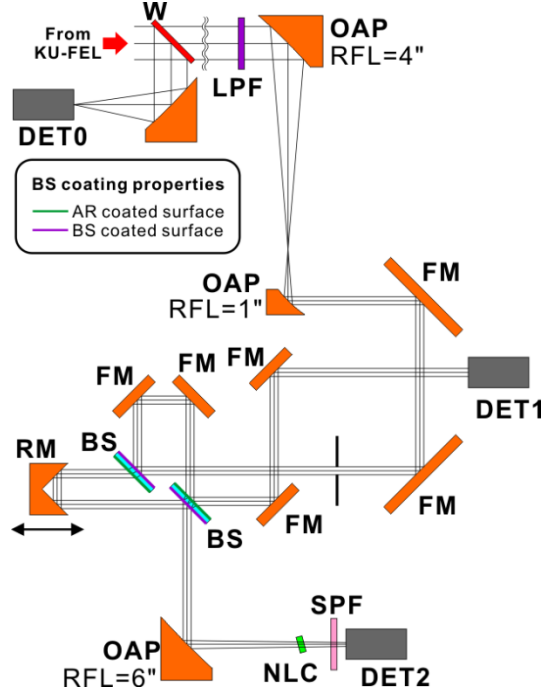 W
From
KU-FEL
OAP
RFL=4"
LPF
DET0
BS coating properties
AR coated surface
BS coated surface
OAP
RFL=1"
FM
FM
FM
FM
DET1
BS
RM
FM
FM
BS
SPF
OAP
RFL=6"
NLC
DET2